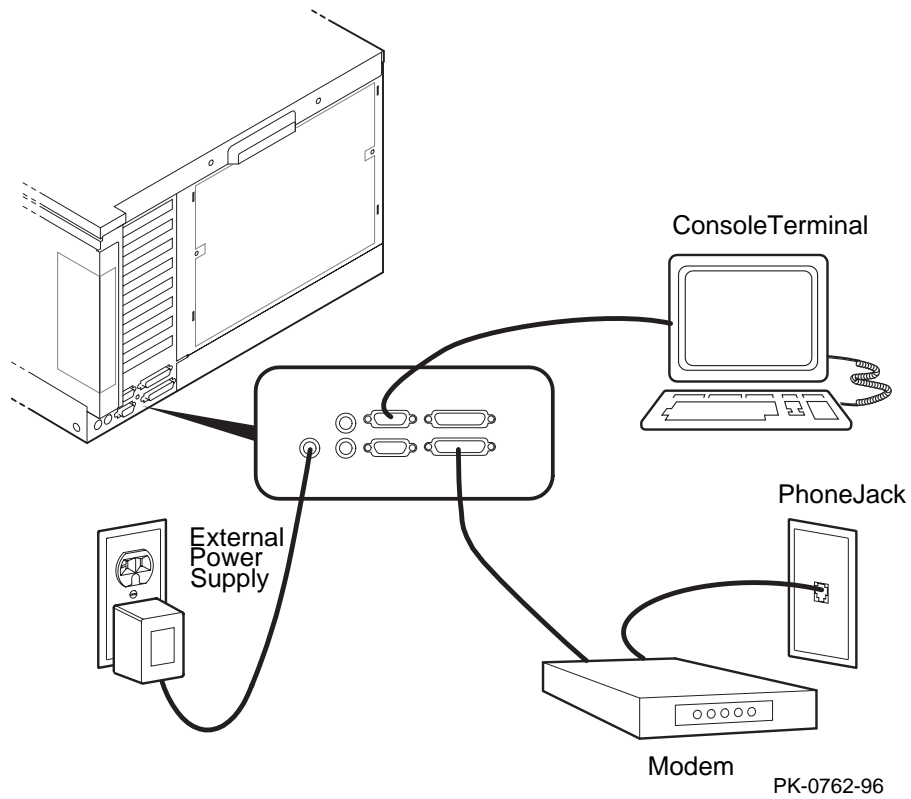 ConsoleTerminal
PhoneJack
External
Power
Supply
Modem
PK-0762-96